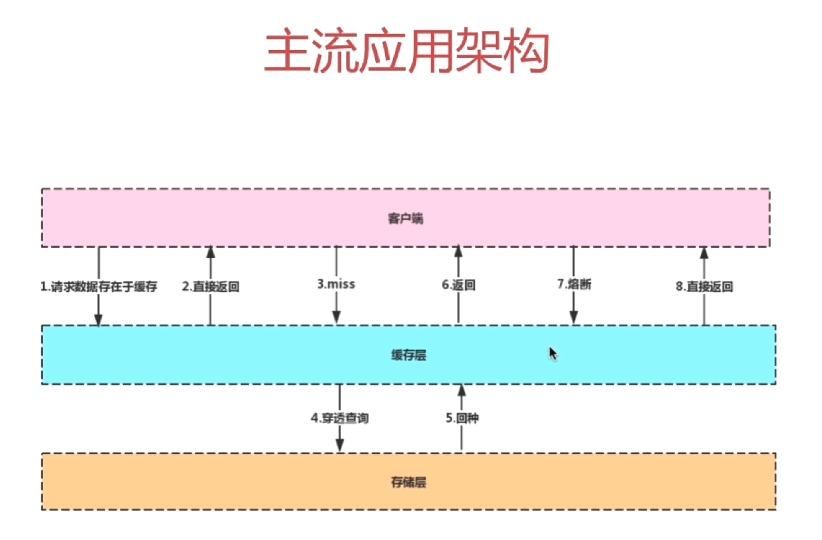 主流应用架构
客户端
1.请求数据存在于缓存
2.直接返回
3.miss
6.返回
7.熔断
8.直接返回
缓存层
4.穿透查询
5.回种
存储层